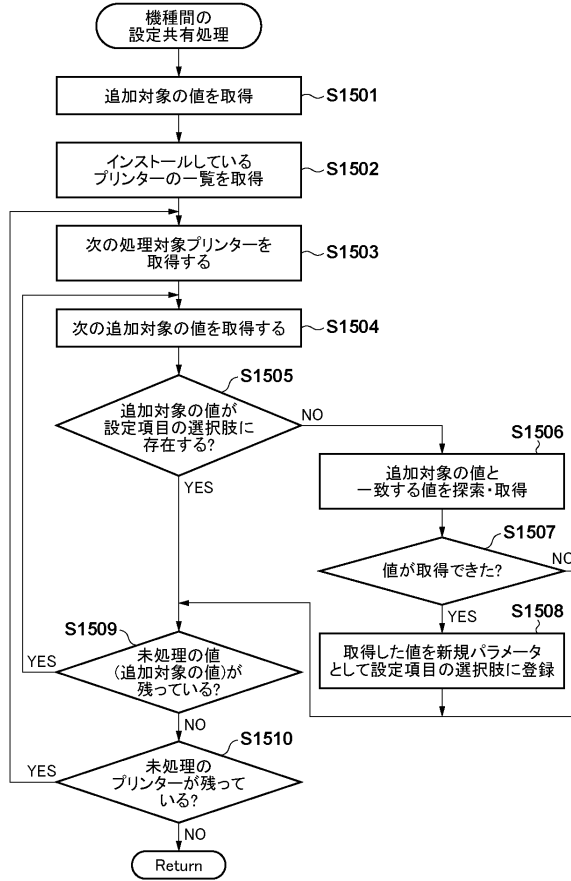 機種間の
設定共有処理
追加対象の値を取得
S1501
インストールしている
プリンターの一覧を取得
S1502
次の処理対象プリンターを
取得する
S1503
次の追加対象の値を取得する
S1504
S1505
追加対象の値が
設定項目の選択肢に
存在する?
NO
YES
S1506
追加対象の値と
一致する値を探索・取得
S1507
値が取得できた?
NO
YES
S1508
取得した値を新規パラメータ
として設定項目の選択肢に登録
S1509
未処理の値
(追加対象の値)が
残っている?
YES
NO
S1510
未処理の
プリンターが残って
いる?
YES
NO
Return